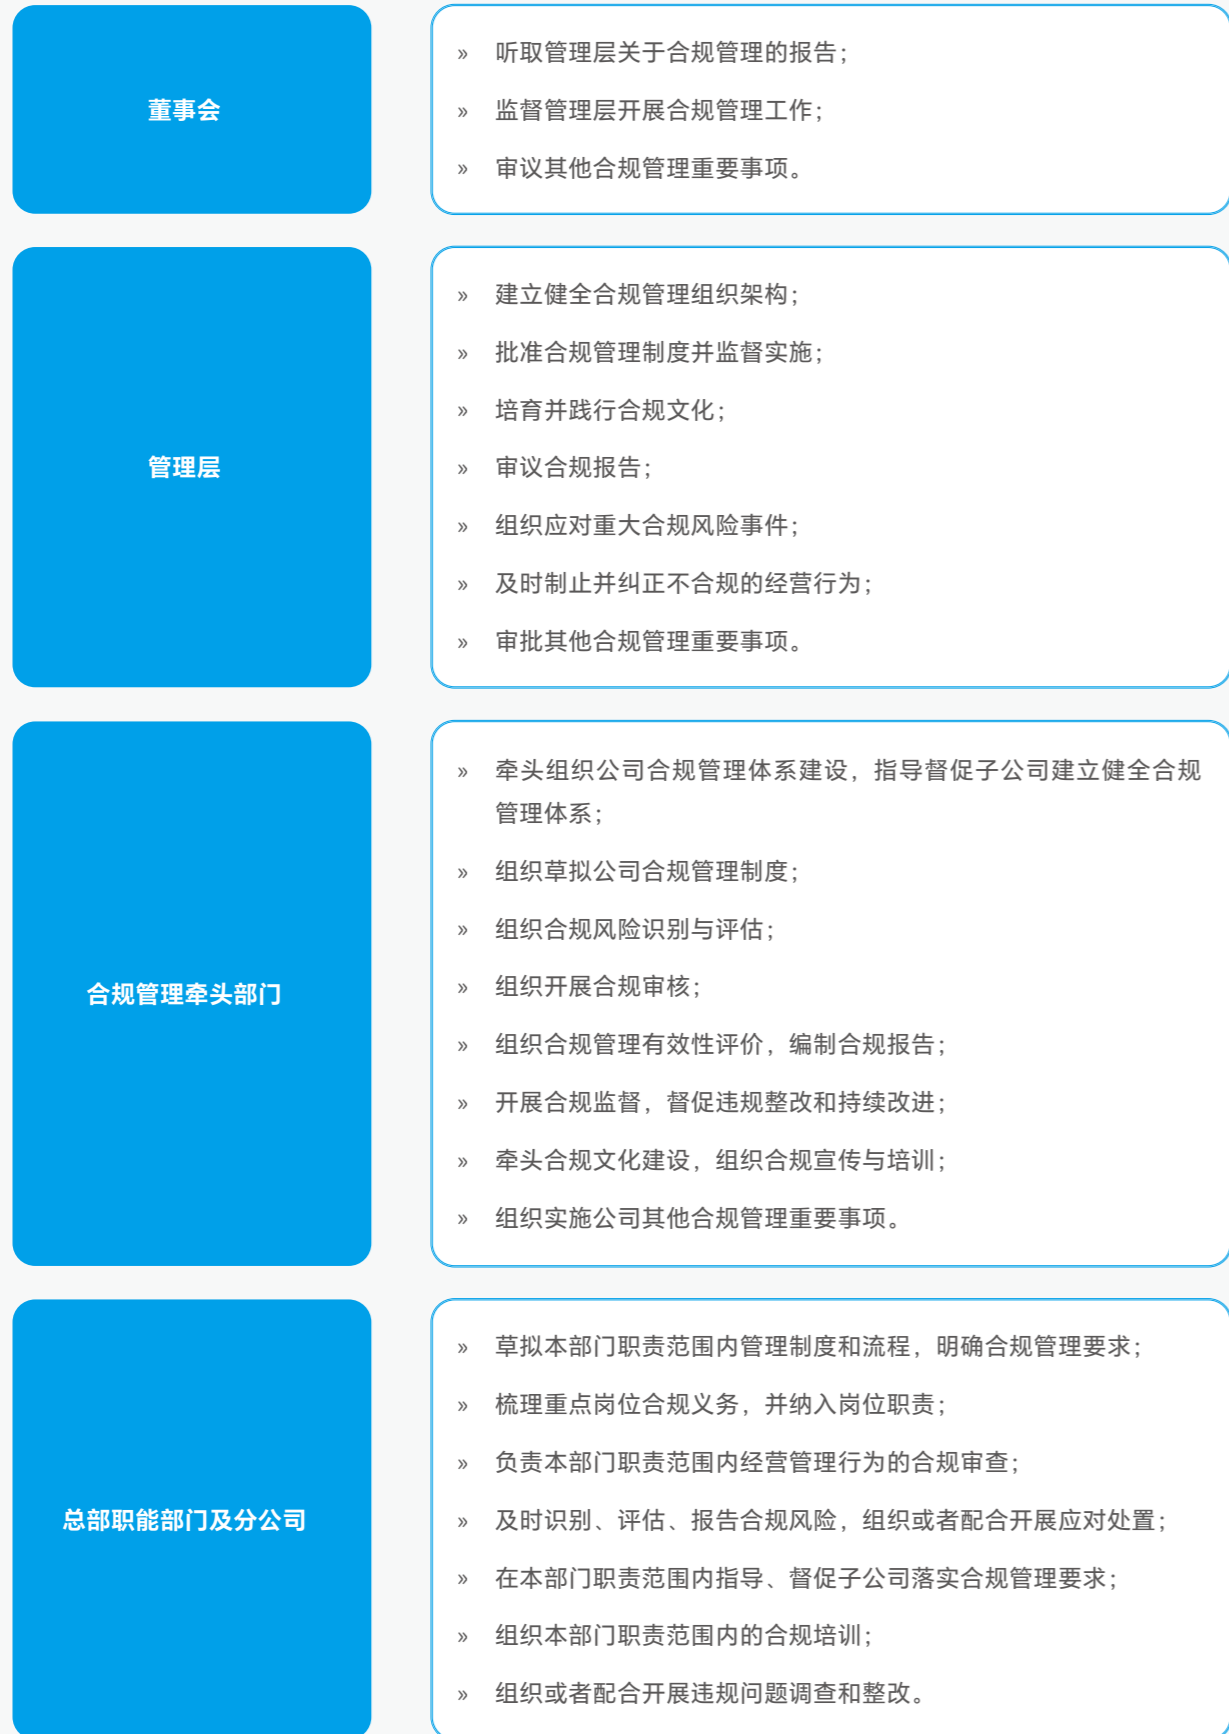 董事会
» 听取管理层关于合规管理的报告；
» 监督管理层开展合规管理工作；
» 审议其他合规管理重要事项。
管理层
» 建立健全合规管理组织架构；
» 批准合规管理制度并监督实施；
» 培育并践行合规文化；
» 审议合规报告；
» 组织应对重大合规风险事件；
» 及时制止并纠正不合规的经营行为；
» 审批其他合规管理重要事项。
合规管理牵头部门
» 牵头组织公司合规管理体系建设，指导督促子公司建立健全合规
管理体系；
» 组织草拟公司合规管理制度；
» 组织合规风险识别与评估；
» 组织开展合规审核；
» 组织合规管理有效性评价，编制合规报告；
» 开展合规监督，督促违规整改和持续改进；
» 牵头合规文化建设，组织合规宣传与培训；
» 组织实施公司其他合规管理重要事项。
总部职能部门及分公司
» 草拟本部门职责范围内管理制度和流程，明确合规管理要求；
» 梳理重点岗位合规义务，并纳入岗位职责；
» 负责本部门职责范围内经营管理行为的合规审查；
» 及时识别、评估、报告合规风险，组织或者配合开展应对处置；
» 在本部门职责范围内指导、督促子公司落实合规管理要求；
» 组织本部门职责范围内的合规培训；
» 组织或者配合开展违规问题调查和整改。